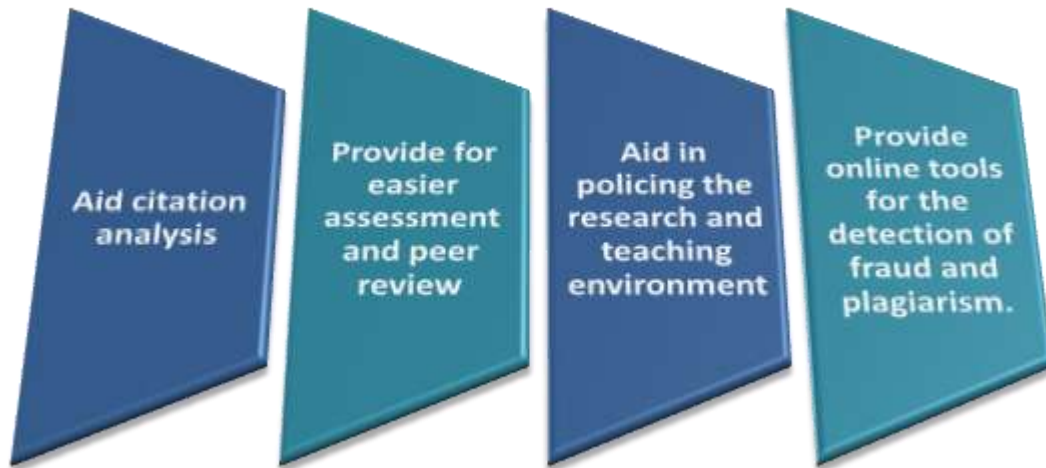 Aid citation
analysis
Provide for
easier
assessment
and peer
review
Aid in
policing the
research and
teaching
environment
Provide
online tools
for the
detection of
fraud and
plagiarism.